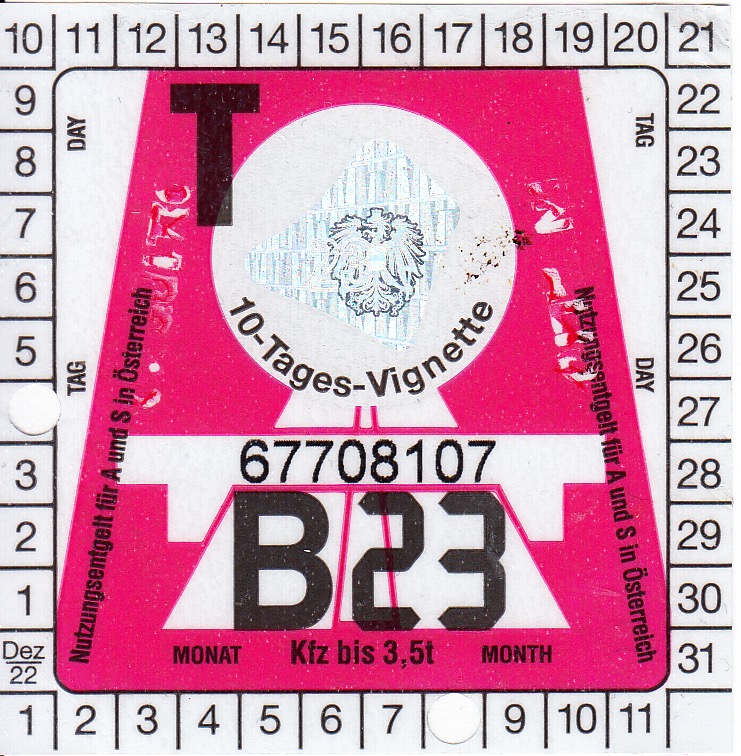 10 11 12 13 14 15 16 17 18 19 20 21
9 DAY T TAG 22
8 23
7 24
6 25
5 TAG DAY 26
27
10-Tages-Vignette
Nutzungsentgelt für A und S in Österreich
Nutzungsentgelt für A und S in Österreich
3 67708107 28
2 B23 29
1 30
Dez MONAT Kfz bis 3,5t MONTH 31
22
1 2 3 4 5 6 7 9 10 11